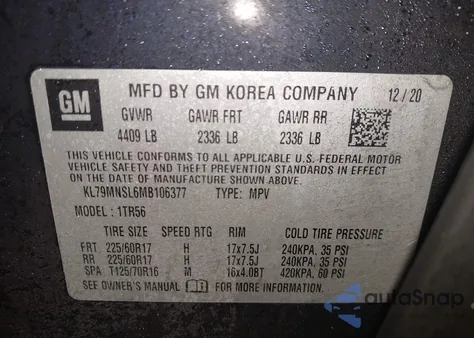 GM
MFD BY GM KOREA COMPANY 12/20
GVWR GAWR FRT GAWR RR
4409 LB 2336 LB 2336 LB
THIS VEHICLE CONFORMS TO ALL APPLICABLE U.S. FEDERAL MOTOR
VEHICLE SAFETY AND THEFT PREVENTION STANDARDS IN EFFECT
ON THE DATE OF MANUFACTURE SHOWN ABOVE.
KL79MNSL6MB106377 TYPE: MPV
MODEL: 1TR56
TIRE SIZE SPEED RTG RIM COLD TIRE PRESSURE
FRT 225/60R17 H 17x7.5J 240KPA, 35 PSI
RR 225/60R17 H 17x7.5J 240KPA, 35 PSI
SPA T125/70R16 M 16x4.0BT 420KPA, 60 PSI
SEE OWNER'S MANUAL FOR MORE INFORMATION.
autoSnap